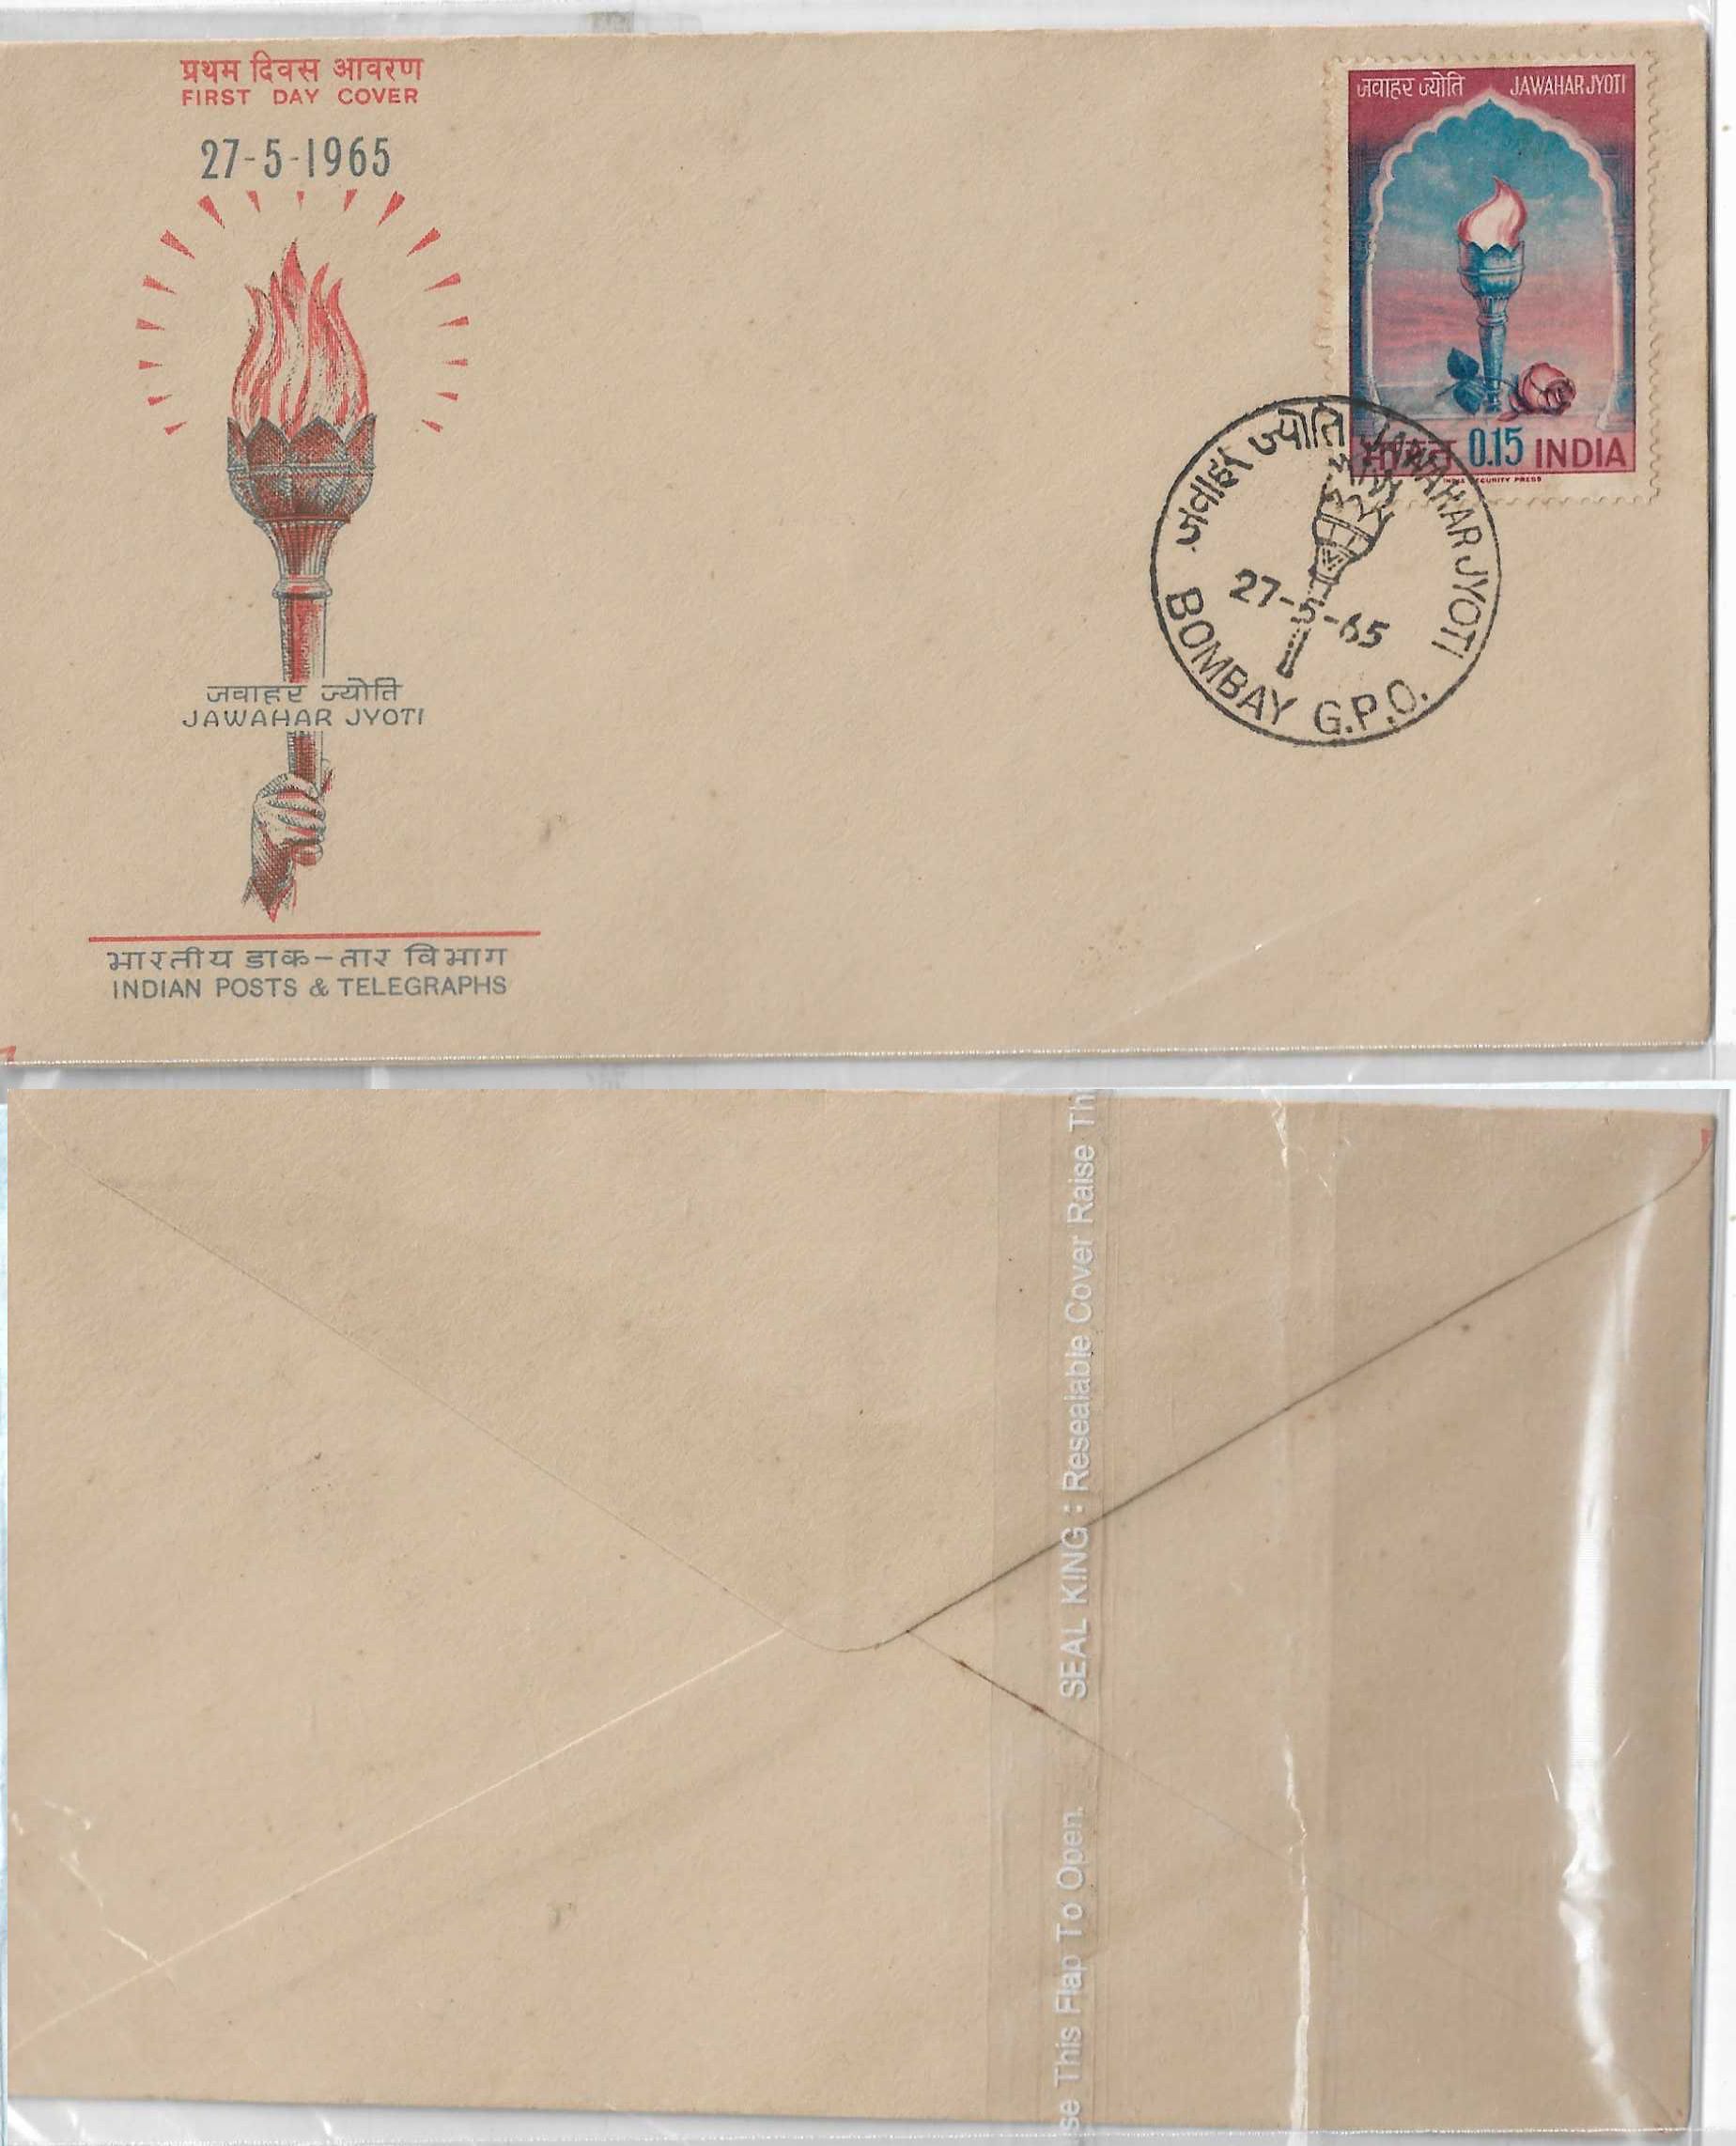 प्रथम दिवस आवरण
FIRST DAY COVER
27-5-1965
जवाहर ज्योति
JAWAHAR JYOTI
भारतीय डाक-तार विभाग
INDIAN POSTS & TELEGRAPHS
जवाहर ज्योति JAWAHAR JYOTI
भारत 0.15 INDIA
INDIA SECURITY PRESS
जवाहर ज्योति JAWAHAR JYOTI
27-5-65
BOMBAY G.P.O.
se This Flap To Open. SEAL KING : Resealable Cover Raise Th